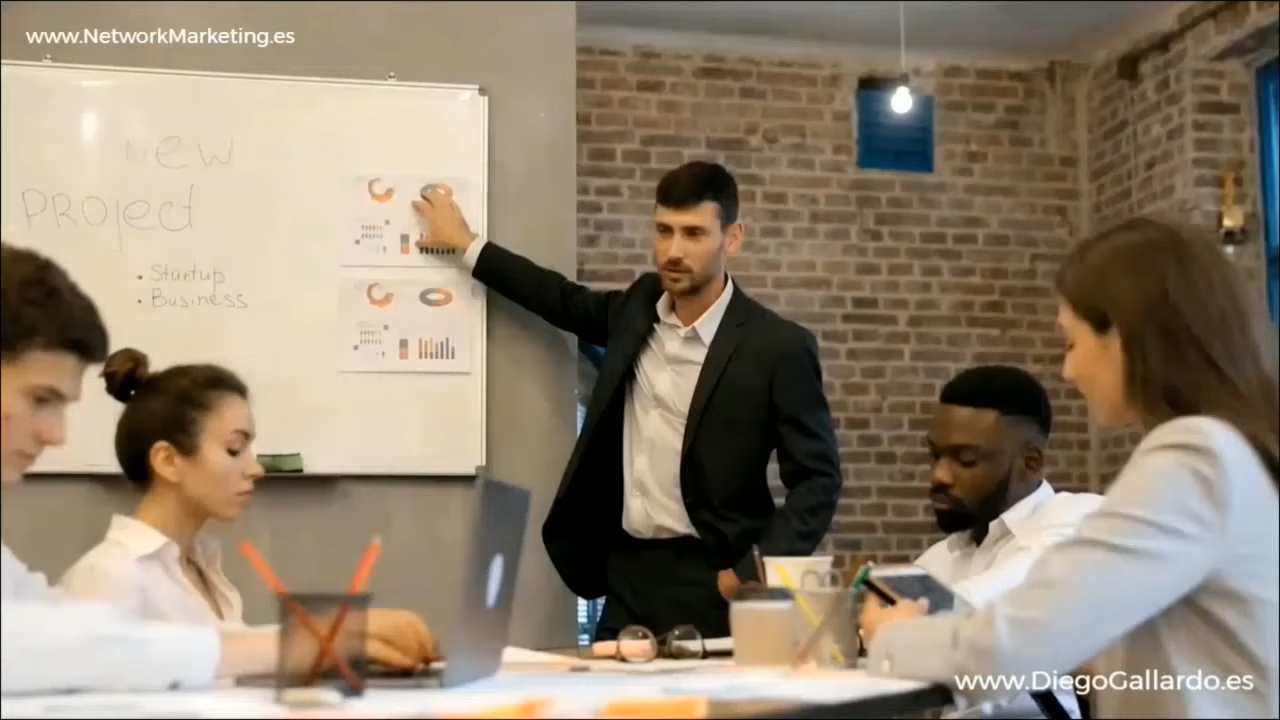 www.NetworkMarketing.es
New
Project
• Startup
• Business
www.DiegoGallardo.es